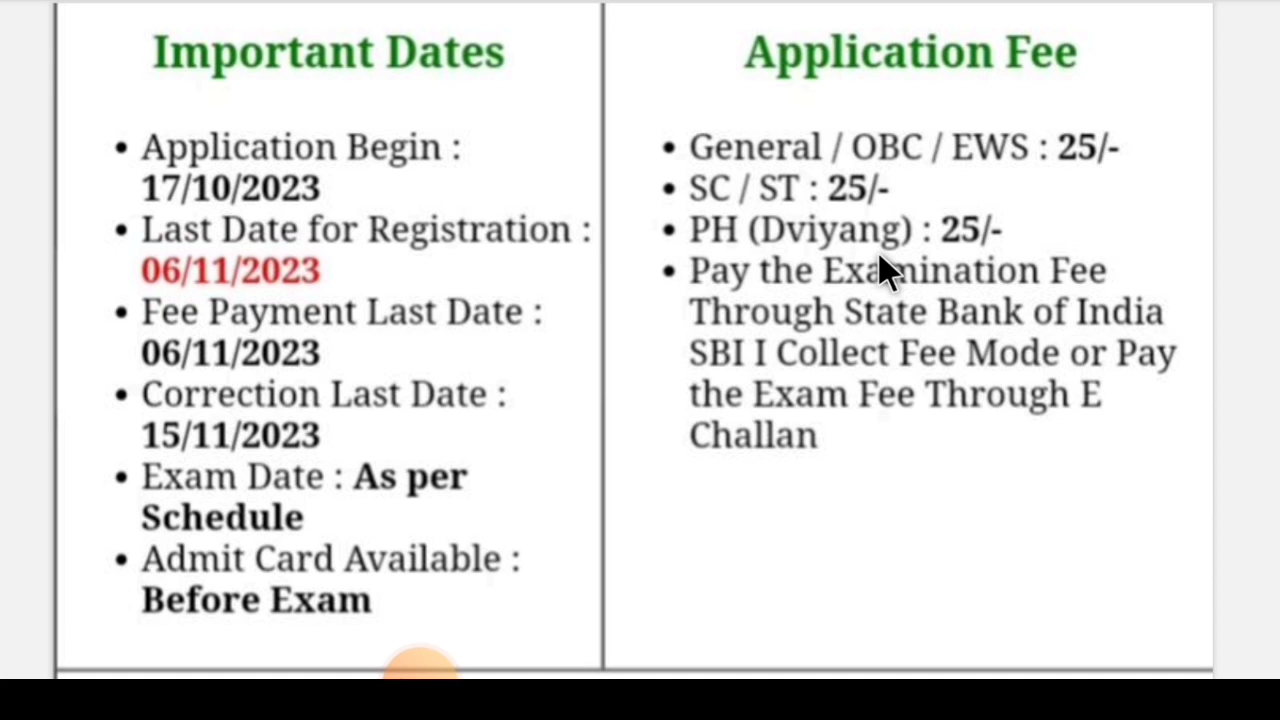 Important Dates
• Application Begin :
17/10/2023
• Last Date for Registration :
06/11/2023
• Fee Payment Last Date :
06/11/2023
• Correction Last Date :
15/11/2023
• Exam Date : As per
Schedule
• Admit Card Available :
Before Exam
Application Fee
• General / OBC / EWS : 25/-
• SC / ST : 25/-
• PH (Dviyang) : 25/-
• Pay the Examination Fee
Through State Bank of India
SBI I Collect Fee Mode or Pay
the Exam Fee Through E
Challan